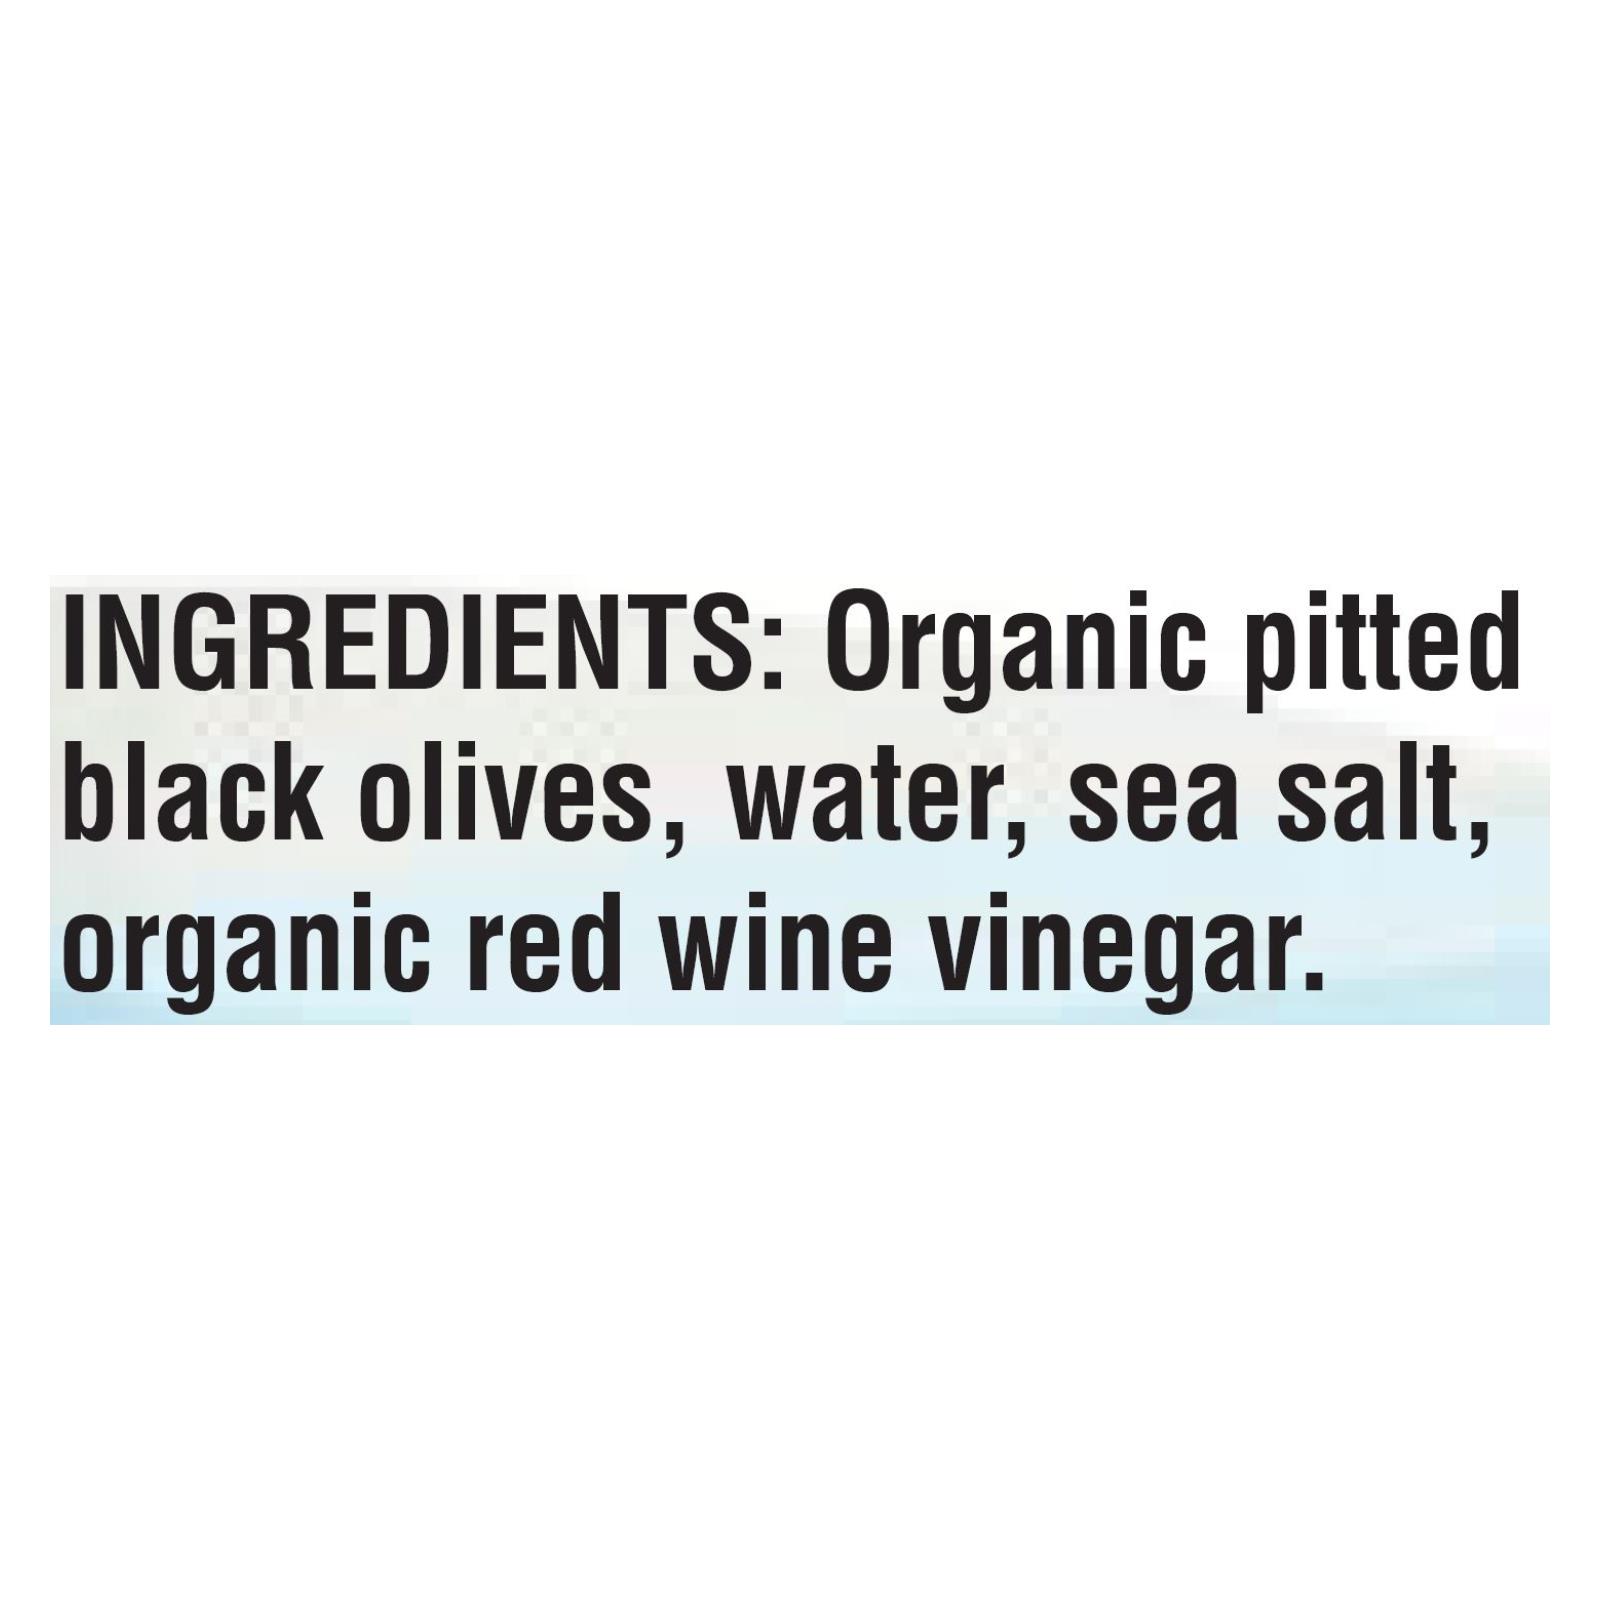 INGREDIENTS: Organic pitted
black olives, water, sea salt,
organic red wine vinegar.